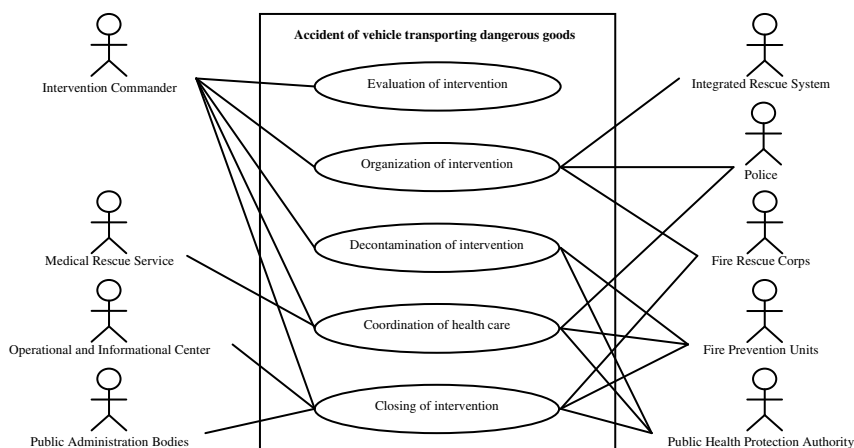 Accident of vehicle transporting dangerous goods
Intervention Commander
Evaluation of intervention
Integrated Rescue System
Organization of intervention
Police
Decontamination of intervention
Medical Rescue Service
Fire Rescue Corps
Coordination of health care
Operational and Informational Center
Fire Prevention Units
Closing of intervention
Public Administration Bodies
Public Health Protection Authority